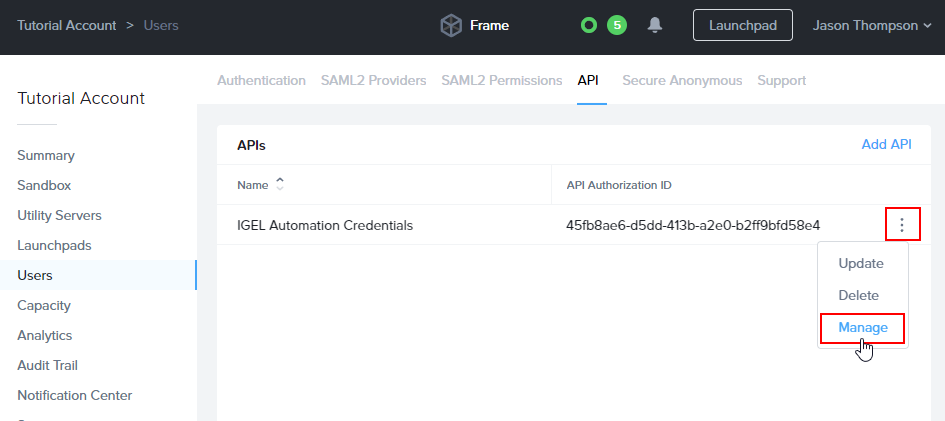 Tutorial Account > Users
Frame
5
Launchpad
Jason Thompson
Tutorial Account
Summary
Sandbox
Utility Servers
Launchpads
Users
Capacity
Analytics
Audit Trail
Notification Center
Authentication SAML2 Providers SAML2 Permissions API Secure Anonymous Support
APIs
Add API
Name API Authorization ID
IGEL Automation Credentials 45fb8ae6-d5dd-413b-a2e0-b2ff9bfd58e4
Update
Delete
Manage